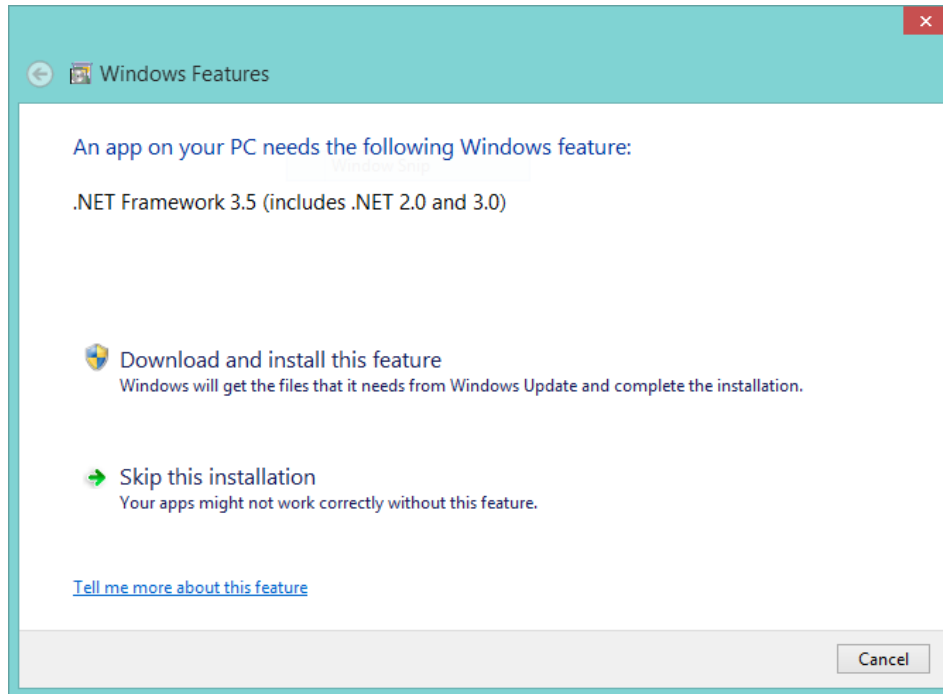 Windows Features
An app on your PC needs the following Windows feature:
Window Snip
.NET Framework 3.5 (includes .NET 2.0 and 3.0)
Download and install this feature
Windows will get the files that it needs from Windows Update and complete the installation.
Skip this installation
Your apps might not work correctly without this feature.
Tell me more about this feature
Cancel